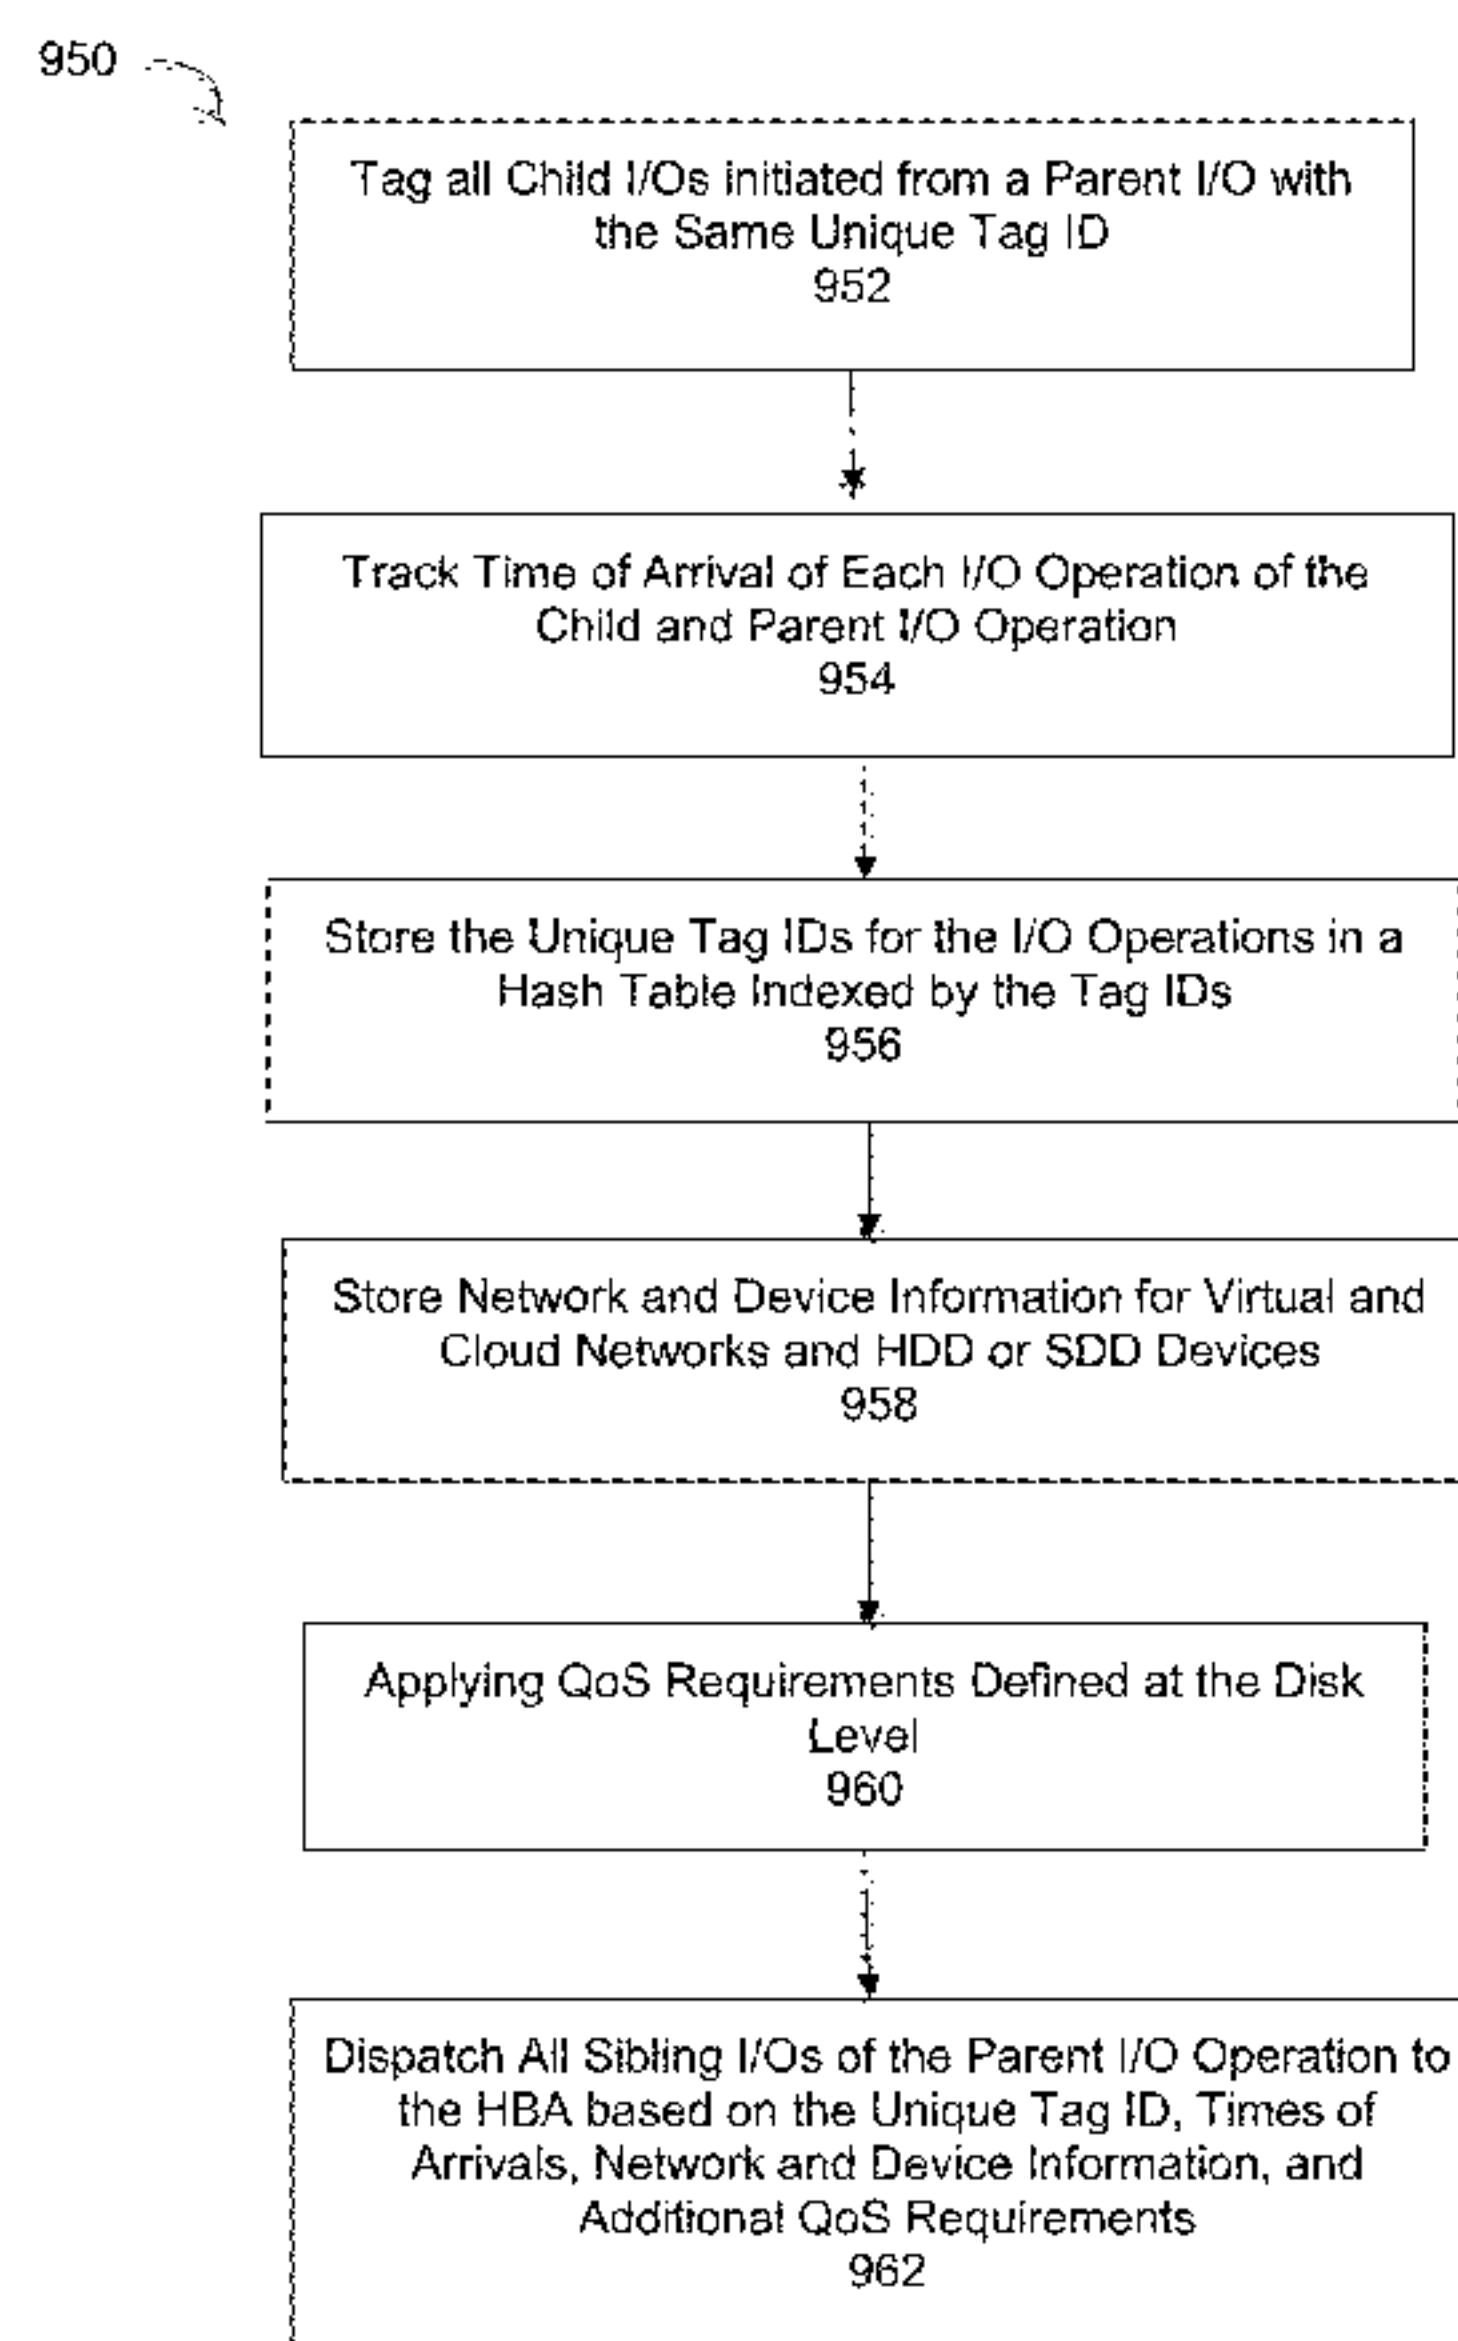 950
Tag all Child I/Os initiated from a Parent I/O with
the Same Unique Tag ID
952
Track Time of Arrival of Each I/O Operation of the
Child and Parent I/O Operation
954
Store the Unique Tag IDs for the I/O Operations in a
Hash Table Indexed by the Tag IDs
956
Store Network and Device Information for Virtual and
Cloud Networks and HDD or SDD Devices
958
Applying QoS Requirements Defined at the Disk
Level
960
Dispatch All Sibling I/Os of the Parent I/O Operation to
the HBA based on the Unique Tag ID, Times of
Arrivals, Network and Device Information, and
Additional QoS Requirements
962